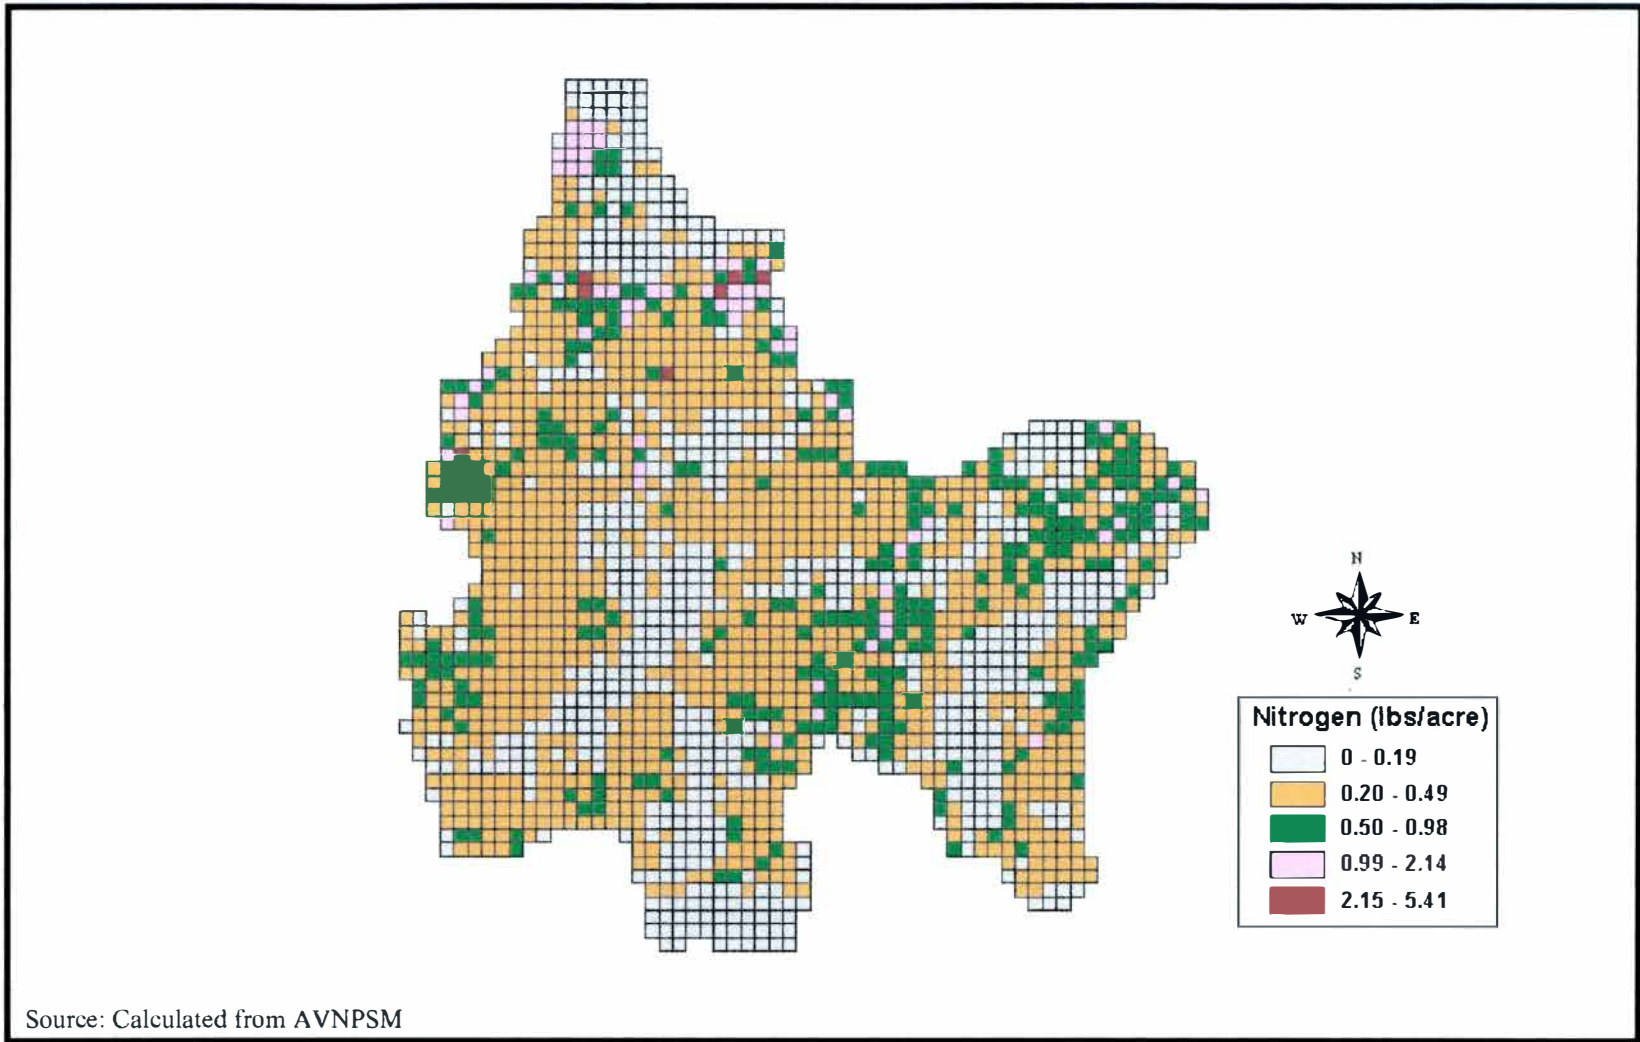 N
W E
S
Nitrogen (lbs/acre)
0 - 0.19
0.20 - 0.49
0.50 - 0.98
0.99 - 2.14
2.15 - 5.41
Source: Calculated from AVNPSM